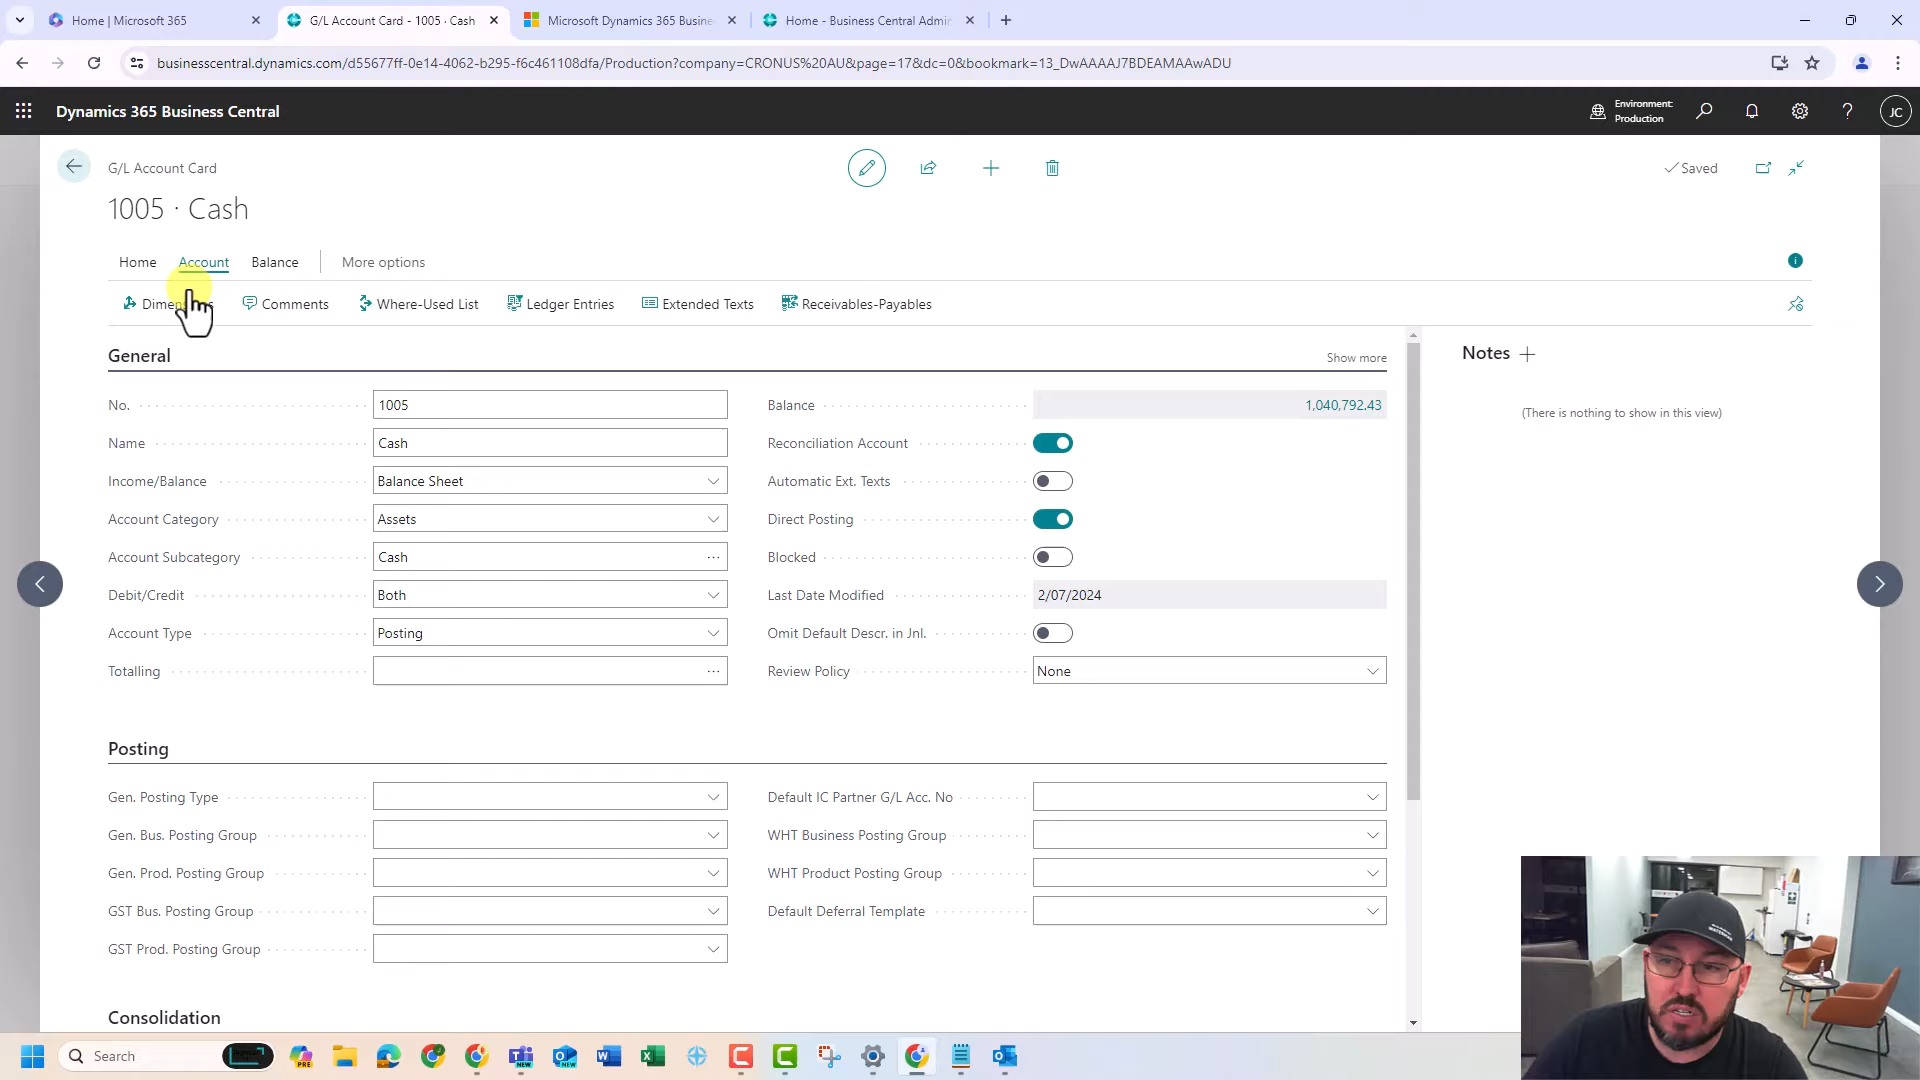 Home | Microsoft 365
G/L Account Card - 1005 · Cash
Microsoft Dynamics 365 Busine
Home - Business Central Admi
businesscentral.dynamics.com/d55677ff-0e14-4062-b295-f6c461108dfa/Production?company=CRONUS%20AU&page=17&dc=0&bookmark=13_DwAAAAJ7BDEAMAAwADU
Dynamics 365 Business Central
Environment:
Production
JC
G/L Account Card
Saved
1005 · Cash
Home
Account
Balance
More options
Comments
Where-Used List
Ledger Entries
Extended Texts
Receivables-Payables
General
Show more
Notes
(There is nothing to show in this view)
No. 1005
Balance 1,040,792.43
Name Cash
Reconciliation Account
Income/Balance Balance Sheet
Automatic Ext. Texts
Account Category Assets
Direct Posting
Account Subcategory Cash
Blocked
Debit/Credit Both
Last Date Modified 2/07/2024
Account Type Posting
Omit Default Descr. in Jnl.
Totalling
Review Policy None
Posting
Gen. Posting Type
Default IC Partner G/L Acc. No
Gen. Bus. Posting Group
WHT Business Posting Group
Gen. Prod. Posting Group
WHT Product Posting Group
GST Bus. Posting Group
Default Deferral Template
GST Prod. Posting Group
Consolidation
Search
PRE
NEW
NEW